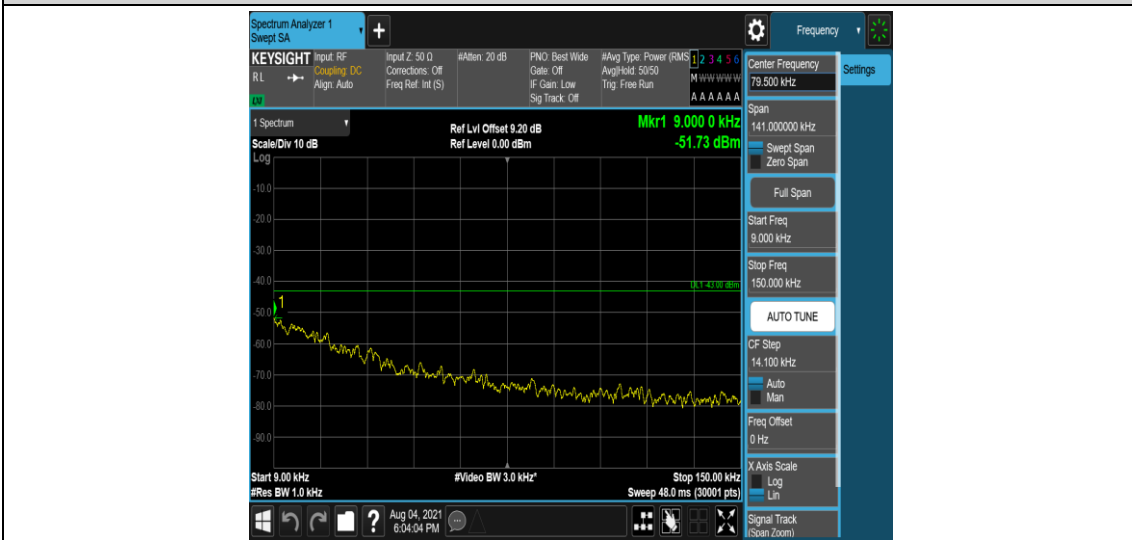 Spectrum Analyzer 1
Swept SA
+
Frequency
KEYSIGHT
RL
LXI
Input: RF
Coupling: DC
Align: Auto
Input Z: 50 Ω
Corrections: Off
Freq Ref: Int (S)
#Atten: 20 dB
PNO: Best Wide
Gate: Off
IF Gain: Low
Sig Track: Off
#Avg Type: Power (RMS
Avg|Hold: 50/50
Trig: Free Run
1 2 3 4 5 6
M W W W W W
A A A A A A
1 Spectrum
Scale/Div 10 dB
Log
Ref Lvl Offset 9.20 dB
Ref Level 0.00 dBm
Mkr1 9.000 0 kHz
-51.73 dBm
-10.0
-20.0
-30.0
-40.0
DL1 -43.00 dBm
1
-50.0
-60.0
-70.0
-80.0
-90.0
Start 9.00 kHz
#Res BW 1.0 kHz
#Video BW 3.0 kHz*
Stop 150.00 kHz
Sweep 48.0 ms (30001 pts)
?
Aug 04, 2021
6:04:04 PM
Center Frequency
79.500 kHz
Settings
Span
141.000000 kHz
Swept Span
Zero Span
Full Span
Start Freq
9.000 kHz
Stop Freq
150.000 kHz
AUTO TUNE
CF Step
14.100 kHz
Auto
Man
Freq Offset
0 Hz
X Axis Scale
Log
Lin
Signal Track
(Span Zoom)